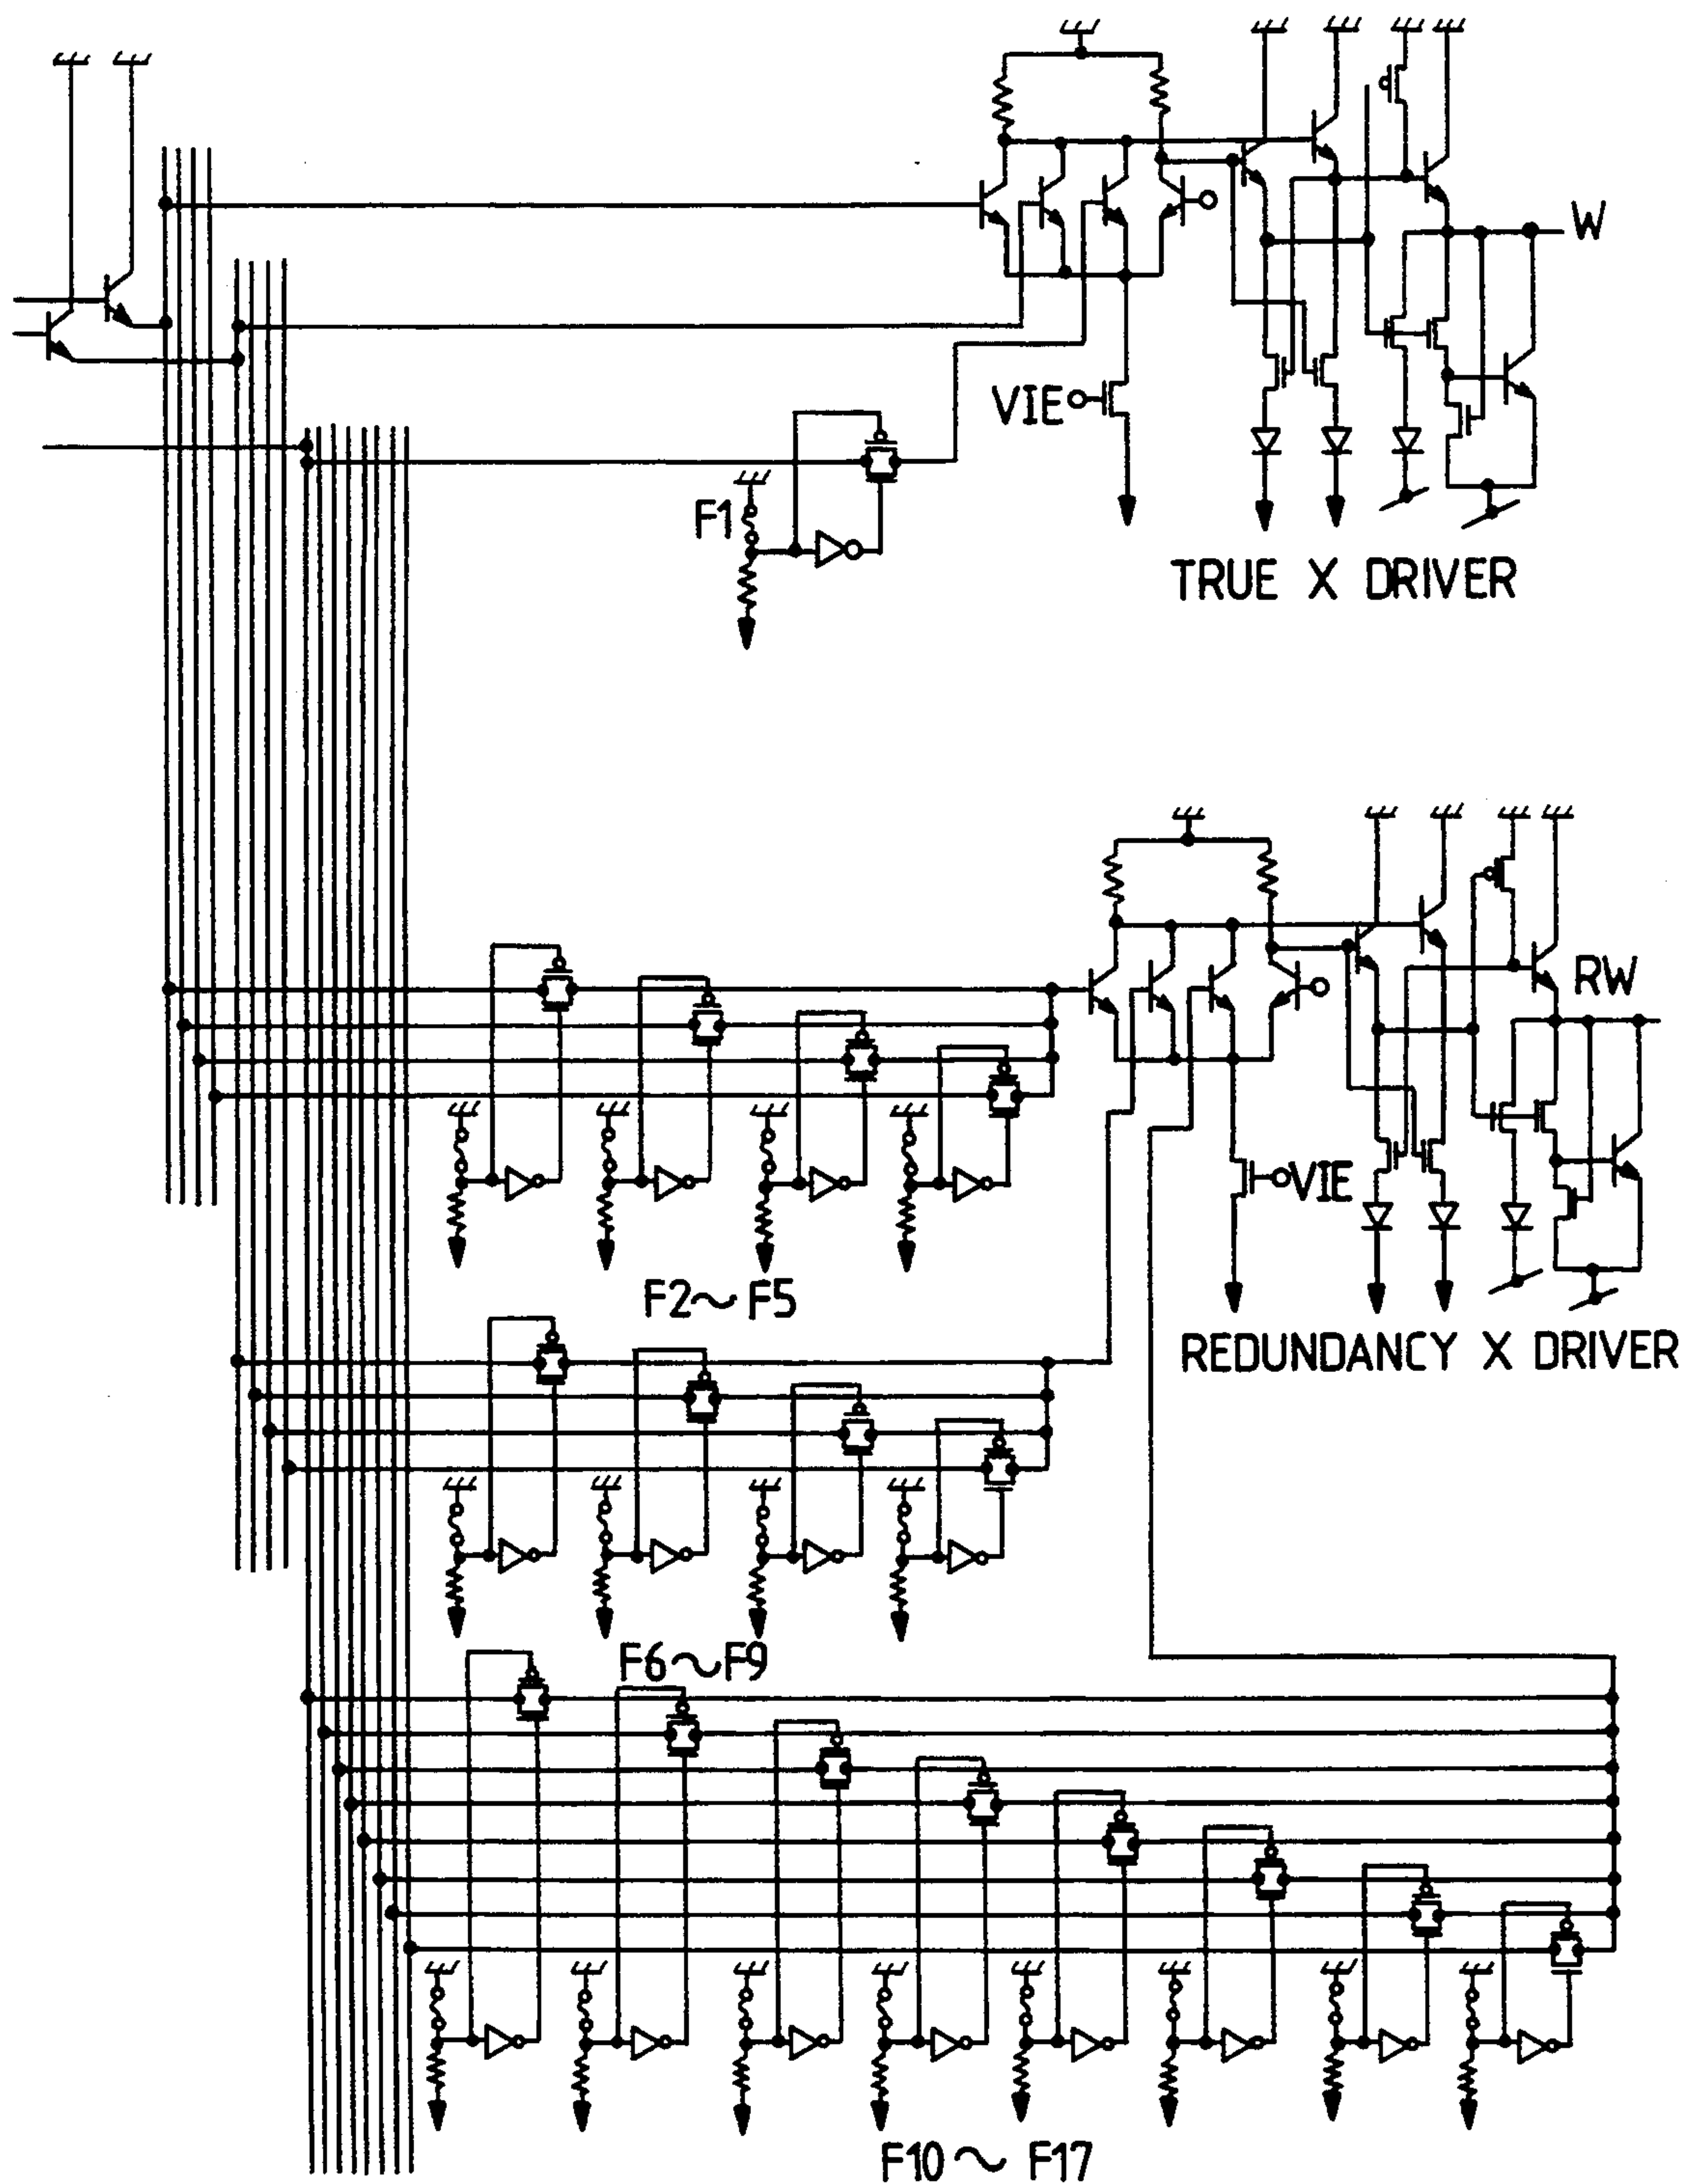 W
VIE
F1
TRUE X DRIVER
RW
VIE
F2～F5
REDUNDANCY X DRIVER
F6～F9
F10～F17